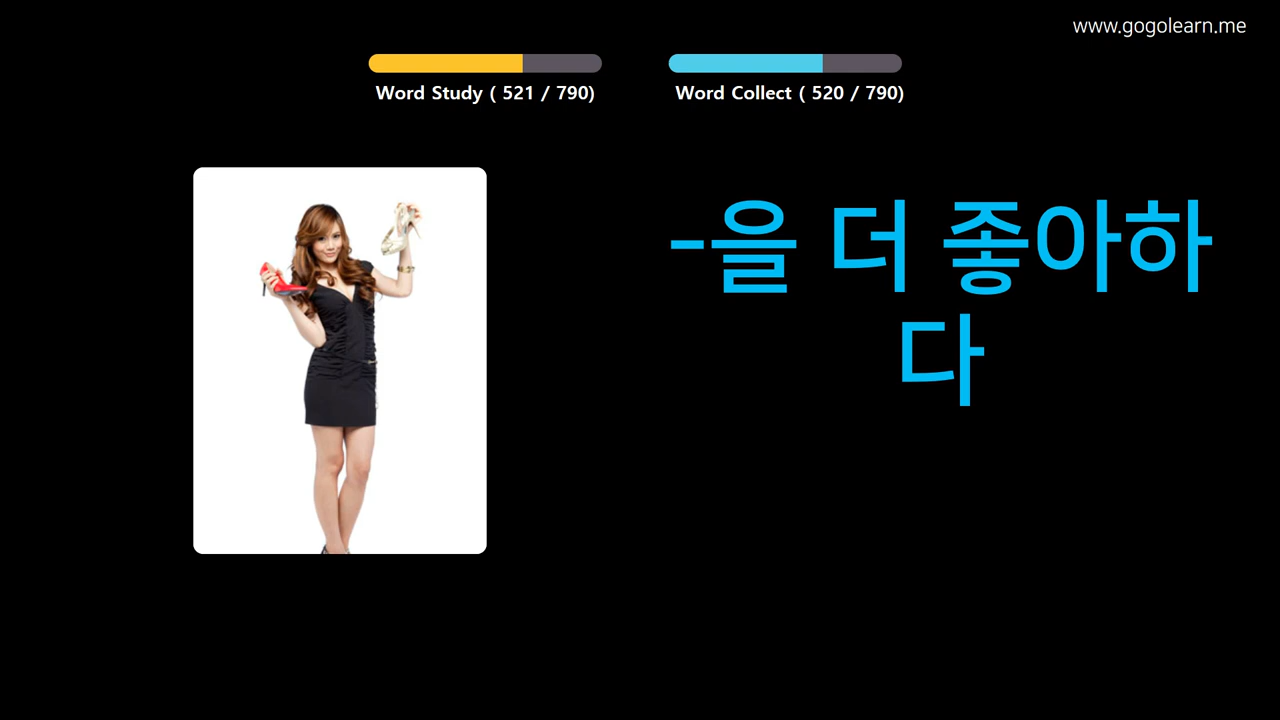 www.gogolearn.me
Word Study ( 521 / 790)
Word Collect ( 520 / 790)
-을 더 좋아하
다